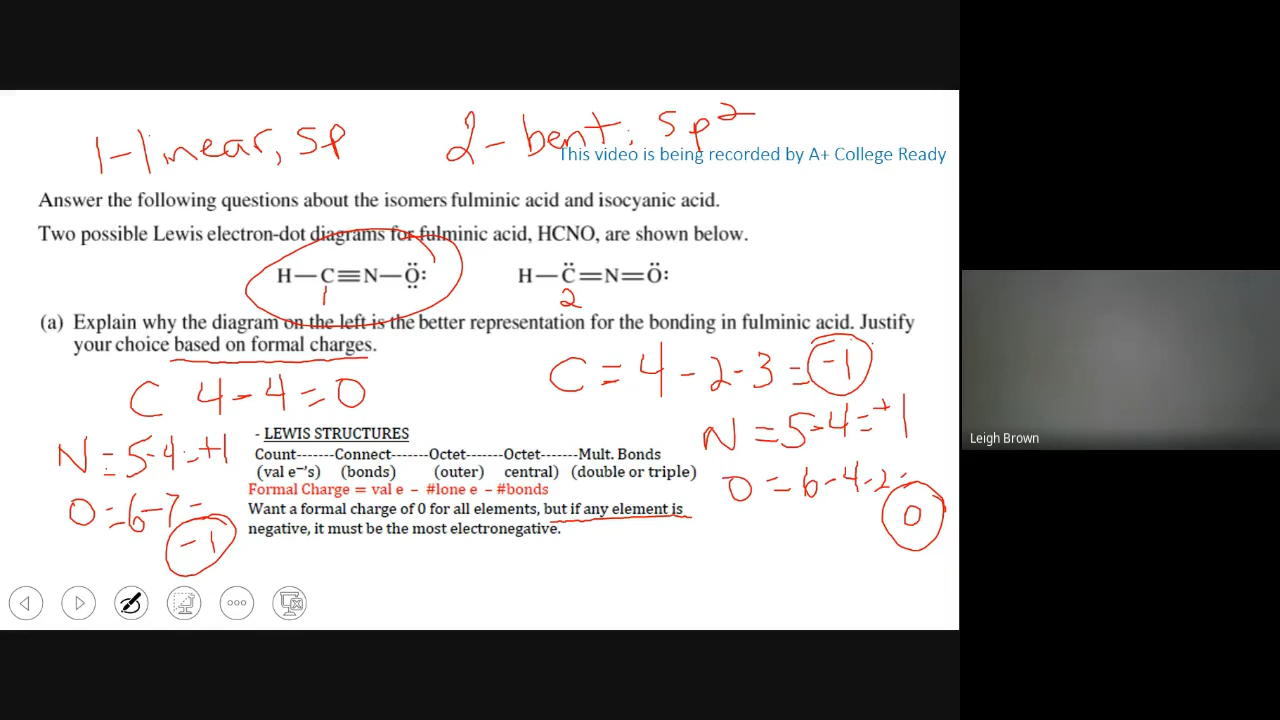 1-linear, sp 2- bent, sp2
This video is being recorded by A+ College Ready
Answer the following questions about the isomers fulminic acid and isocyanic acid.
Two possible Lewis electron-dot diagrams for fulminic acid, HCNO, are shown below.
H—C≡N—Ö: H—C̈=N=Ö:
1 2
(a) Explain why the diagram on the left is the better representation for the bonding in fulminic acid. Justify
your choice based on formal charges.
C 4-4=0 C = 4-2-3= -1
- LEWIS STRUCTURES
N = 5-4=+1 N = 5-4=+1
Count-------Connect-------Octet-------Octet-------Mult. Bonds
(val e⁻'s) (bonds) (outer) central) (double or triple)
Formal Charge = val e - #lone e - #bonds
O = 6-7= -1 O = 6-4-2= 0
Want a formal charge of 0 for all elements, but if any element is
negative, it must be the most electronegative.
Leigh Brown